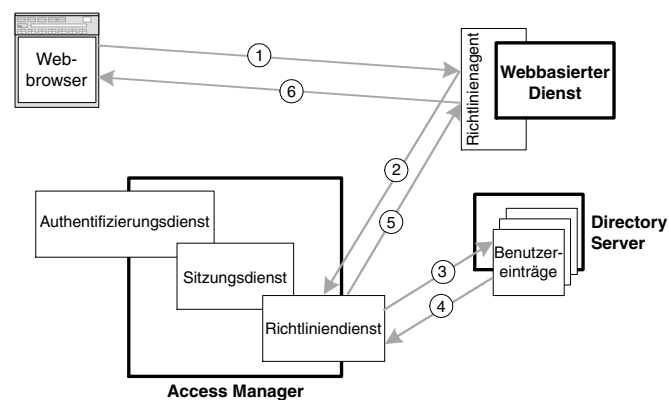 Web-
browser
1
6
Richtlinienagent
Webbasierter
Dienst
2
5
Authentifizierungsdienst
Sitzungsdienst
Richtliniendienst
3
4
Benutzer-
einträge
Directory
Server
Access Manager